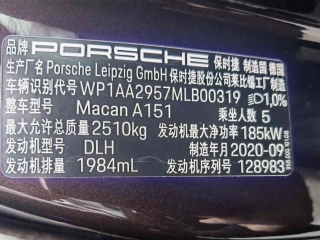 品牌 PORSCHE 保时捷 制造国 德国
生产厂名 Porsche Leipzig GmbH 保时捷股份公司莱比锡工厂制造
车辆识别代号 WP1AA2957MLB00319 1,0%
整车型号 Macan A151 乘坐人数 5
最大允许总质量 2510kg 发动机最大净功率 185kW
发动机型号 DLH 制造年月 2020-09
发动机排量 1984mL 发动机序列号 128983